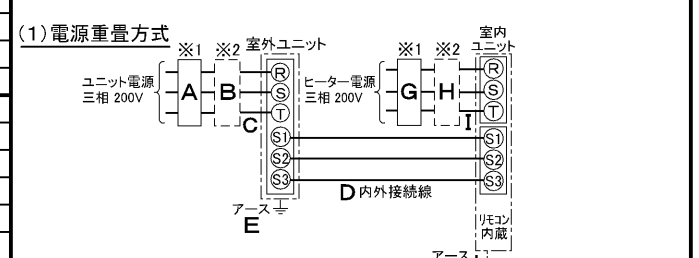 (1)電源重畳方式
※1 ※2 室外ユニット
ユニット電源
三相 200V
A B
C
R
S
T
S1
S2
S3
アース
E
※1 ※2 室内
ユニット
ヒーター電源
三相 200V
G H
I
R
S
T
S1
S2
S3
D 内外接続線
リモコン
内蔵
アース